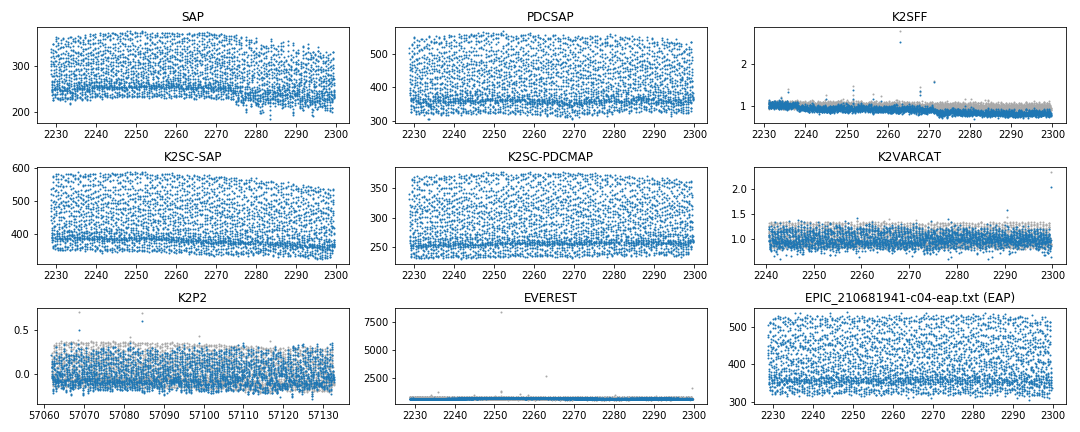 SAP
300
200
2230 2240 2250 2260 2270 2280 2290 2300
PDCSAP
500
400
300
2230 2240 2250 2260 2270 2280 2290 2300
K2SFF
2
1
2230 2240 2250 2260 2270 2280 2290 2300
K2SC-SAP
600
500
400
2230 2240 2250 2260 2270 2280 2290 2300
K2SC-PDCMAP
350
300
250
2230 2240 2250 2260 2270 2280 2290 2300
K2VARCAT
2.0
1.5
1.0
2240 2250 2260 2270 2280 2290 2300
K2P2
0.5
0.0
57060 57070 57080 57090 57100 57110 57120 57130
EVEREST
7500
5000
2500
2230 2240 2250 2260 2270 2280 2290 2300
EPIC_210681941-c04-eap.txt (EAP)
500
400
300
2230 2240 2250 2260 2270 2280 2290 2300